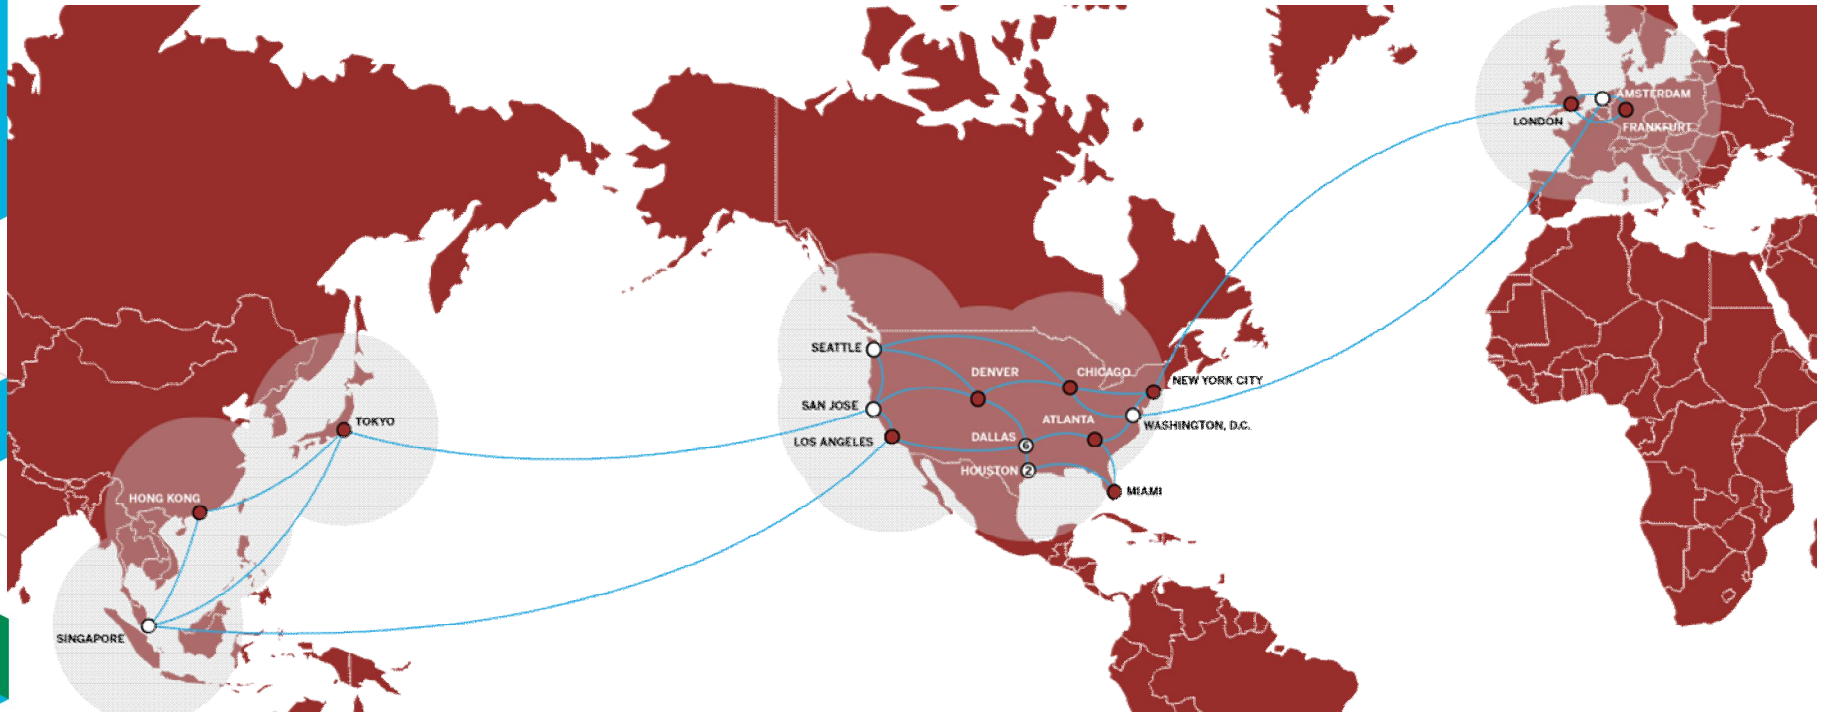 AMSTERDAM
LONDON
FRANKFURT
SEATTLE
DENVER
CHICAGO
NEW YORK CITY
SAN JOSE
TOKYO
ATLANTA
WASHINGTON, D.C.
LOS ANGELES
DALLAS 6
HOUSTON 2
MIAMI
HONG KONG
SINGAPORE